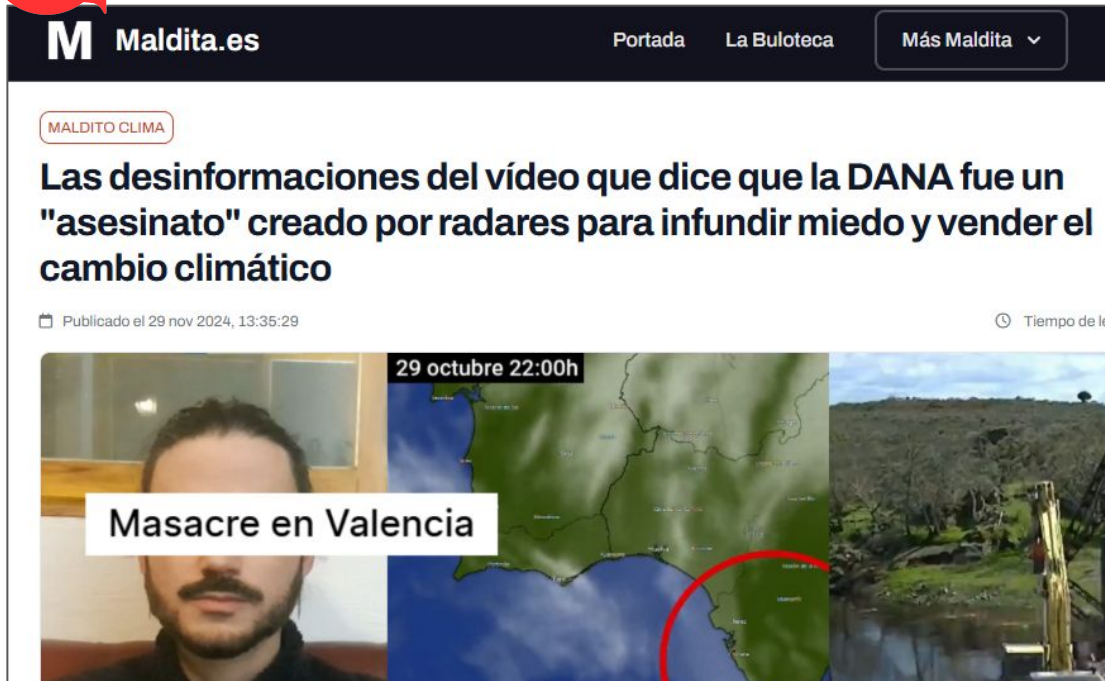 M Maldita.es
Portada
La Buloteca
Más Maldita
MALDITO CLIMA
Las desinformaciones del vídeo que dice que la DANA fue un
"asesinato" creado por radares para infundir miedo y vender el
cambio climático
Publicado el 29 nov 2024, 13:35:29
Tiempo de le
29 octubre 22:00h
Masacre en Valencia